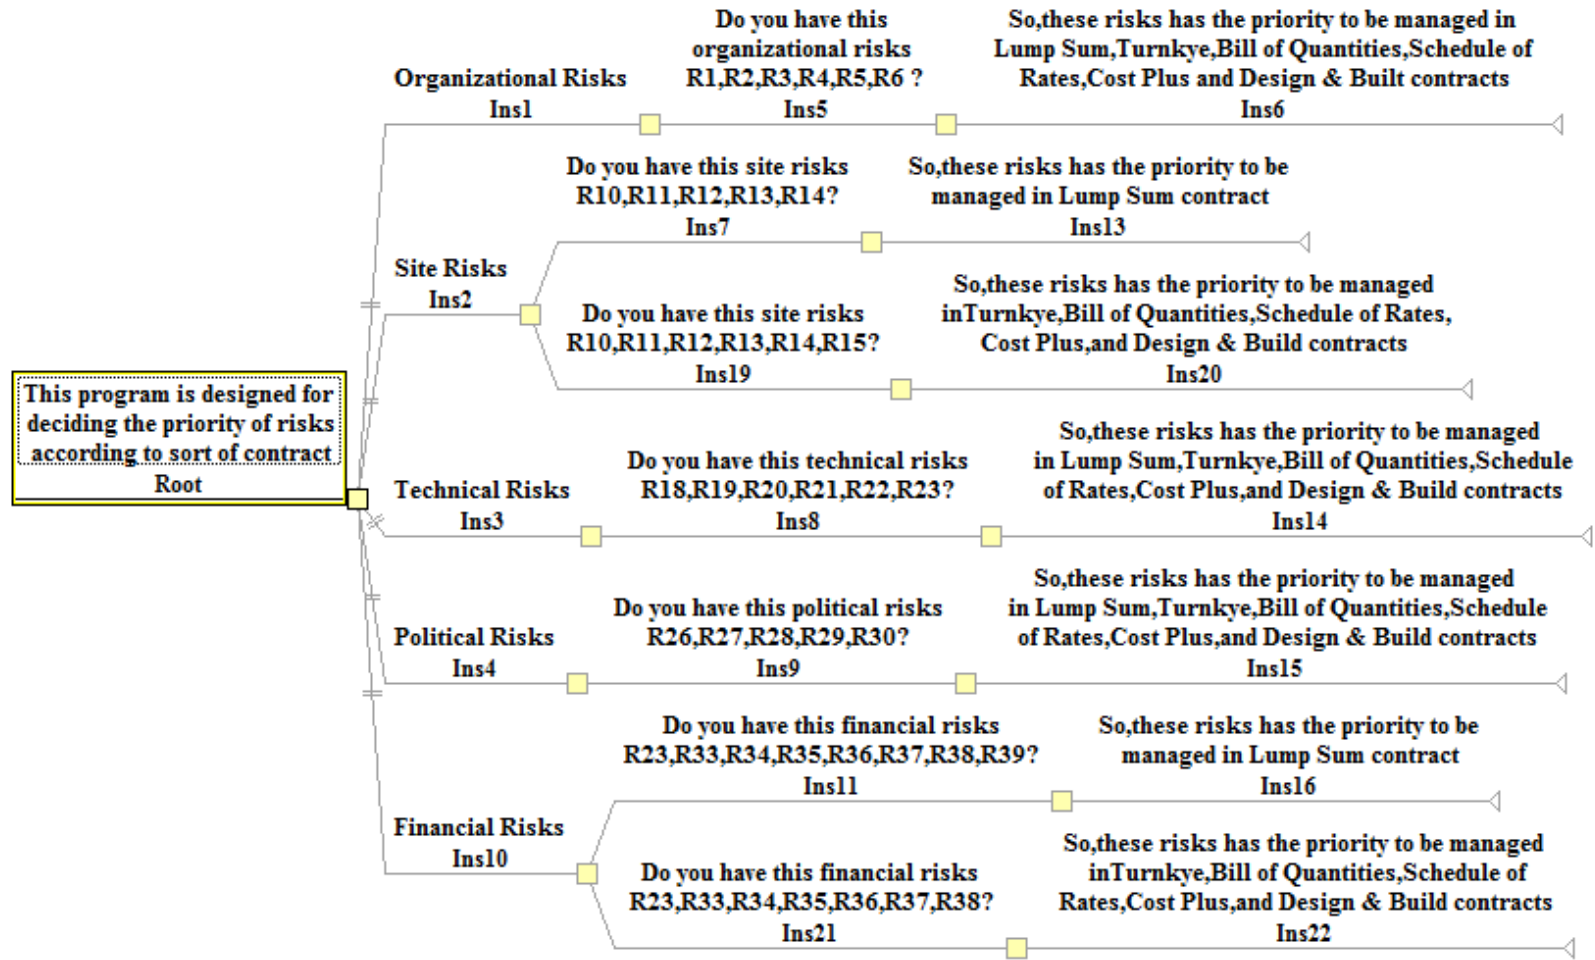 This program is designed for
deciding the priority of risks
according to sort of contract
Root
Organizational Risks
Ins1
Do you have this
organizational risks
R1,R2,R3,R4,R5,R6 ?
Ins5
So,these risks has the priority to be managed in
Lump Sum,Turnkye,Bill of Quantities,Schedule of
Rates,Cost Plus and Design & Built contracts
Ins6
Site Risks
Ins2
Do you have this site risks
R10,R11,R12,R13,R14?
Ins7
So,these risks has the priority to be
managed in Lump Sum contract
Ins13
Do you have this site risks
R10,R11,R12,R13,R14,R15?
Ins19
So,these risks has the priority to be managed
inTurnkye,Bill of Quantities,Schedule of Rates,
Cost Plus,and Design & Build contracts
Ins20
Technical Risks
Ins3
Do you have this technical risks
R18,R19,R20,R21,R22,R23?
Ins8
So,these risks has the priority to be managed
in Lump Sum,Turnkye,Bill of Quantities,Schedule
of Rates,Cost Plus,and Design & Build contracts
Ins14
Political Risks
Ins4
Do you have this political risks
R26,R27,R28,R29,R30?
Ins9
So,these risks has the priority to be managed
in Lump Sum,Turnkye,Bill of Quantities,Schedule
of Rates,Cost Plus,and Design & Build contracts
Ins15
Financial Risks
Ins10
Do you have this financial risks
R23,R33,R34,R35,R36,R37,R38,R39?
Ins11
So,these risks has the priority to be
managed in Lump Sum contract
Ins16
Do you have this financial risks
R23,R33,R34,R35,R36,R37,R38?
Ins21
So,these risks has the priority to be managed
inTurnkye,Bill of Quantities,Schedule of
Rates,Cost Plus,and Design & Build contracts
Ins22